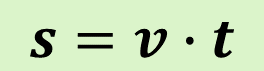 s = v · t